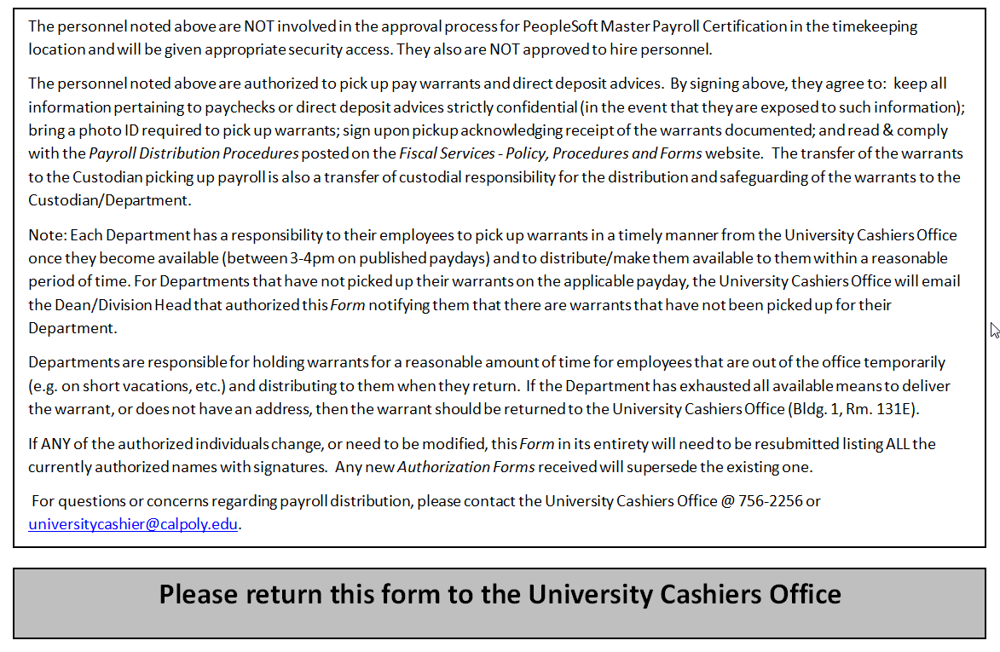 The personnel noted above are NOT involved in the approval process for PeopleSoft Master Payroll Certification in the timekeeping
location and will be given appropriate security access. They also are NOT approved to hire personnel.
The personnel noted above are authorized to pick up pay warrants and direct deposit advices.  By signing above, they agree to:  keep all
information pertaining to paychecks or direct deposit advices strictly confidential (in the event that they are exposed to such information);
bring a photo ID required to pick up warrants; sign upon pickup acknowledging receipt of the warrants documented; and read & comply
with the Payroll Distribution Procedures posted on the Fiscal Services - Policy, Procedures and Forms website.  The transfer of the warrants
to the Custodian picking up payroll is also a transfer of custodial responsibility for the distribution and safeguarding of the warrants to the
Custodian/Department.
Note: Each Department has a responsibility to their employees to pick up warrants in a timely manner from the University Cashiers Office
once they become available (between 3-4pm on published paydays) and to distribute/make them available to them within a reasonable
period of time. For Departments that have not picked up their warrants on the applicable payday, the University Cashiers Office will email
the Dean/Division Head that authorized this Form notifying them that there are warrants that have not been picked up for their
Department.
Departments are responsible for holding warrants for a reasonable amount of time for employees that are out of the office temporarily
(e.g. on short vacations, etc.) and distributing to them when they return.  If the Department has exhausted all available means to deliver
the warrant, or does not have an address, then the warrant should be returned to the University Cashiers Office (Bldg. 1, Rm. 131E).
If ANY of the authorized individuals change, or need to be modified, this Form in its entirety will need to be resubmitted listing ALL the
currently authorized names with signatures.  Any new Authorization Forms received will supersede the existing one.
For questions or concerns regarding payroll distribution, please contact the University Cashiers Office @ 756-2256 or
universitycashier@calpoly.edu.
Please return this form to the University Cashiers Office